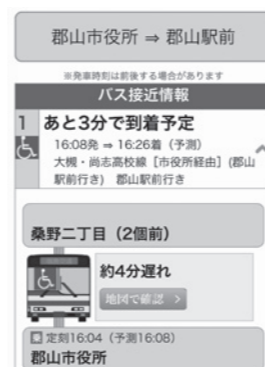 郡山市役所 ⇒ 郡山駅前
※発車時刻は前後する場合があります
バス接近情報
1 あと3分で到着予定
16:08発 ⇒ 16:26着（予測）
大槻・尚志高校線［市役所経由］(郡山
駅前行き) 郡山駅前行き
桑野二丁目（2個前）
約4分遅れ
地図で確認 >
定刻16:04（予測16:08）
郡山市役所